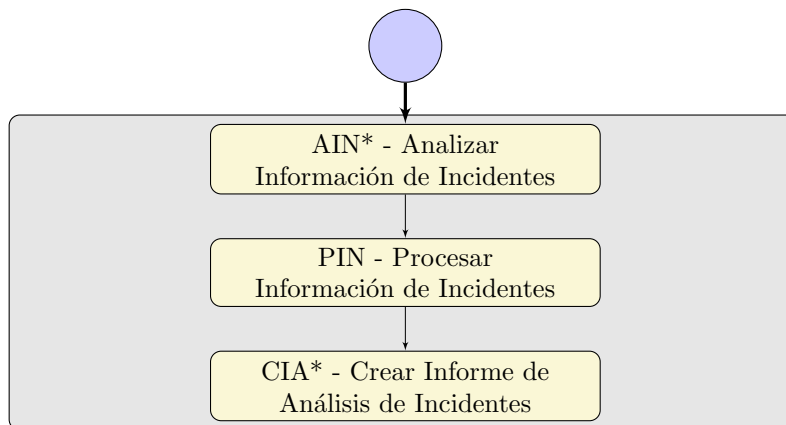 AIN* - Analizar
Información de Incidentes
PIN - Procesar
Información de Incidentes
CIA* - Crear Informe de
Análisis de Incidentes